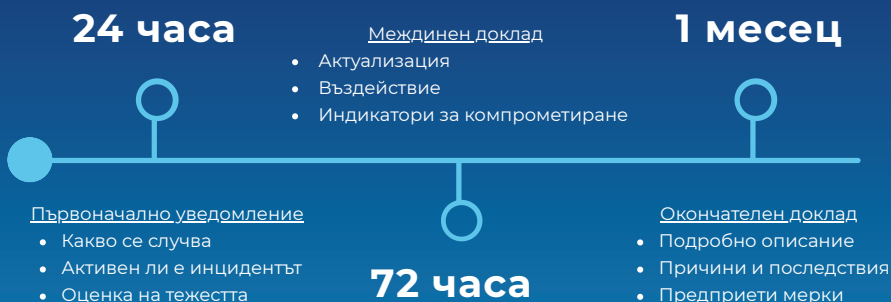 24 часа
Първоначално уведомление
Какво се случва
Активен ли е инцидентът
Оценка на тежестта
Междинен доклад
Актуализация
Въздействие
Индикатори за компрометиране
72 часа
1 месец
Окончателен доклад
Подробно описание
Причини и последствия
Предприети мерки